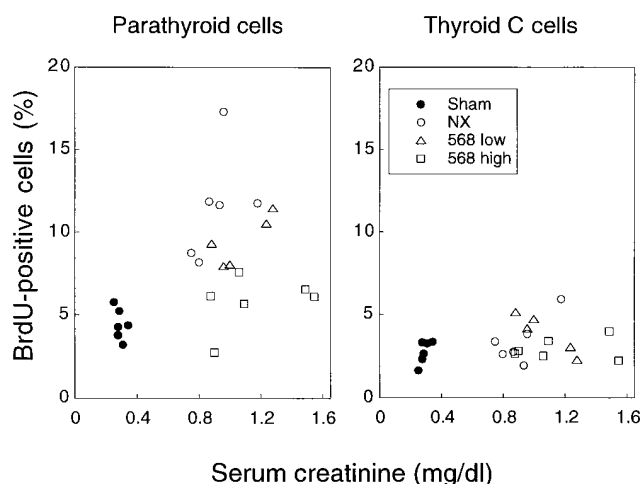 Parathyroid cells
Thyroid C cells
BrdU-positive cells (%)
20
15
10
5
0
0 0.4 0.8 1.2 1.6
20
15
10
5
0
0 0.4 0.8 1.2 1.6
Sham
NX
568 low
568 high
Serum creatinine (mg/dl)